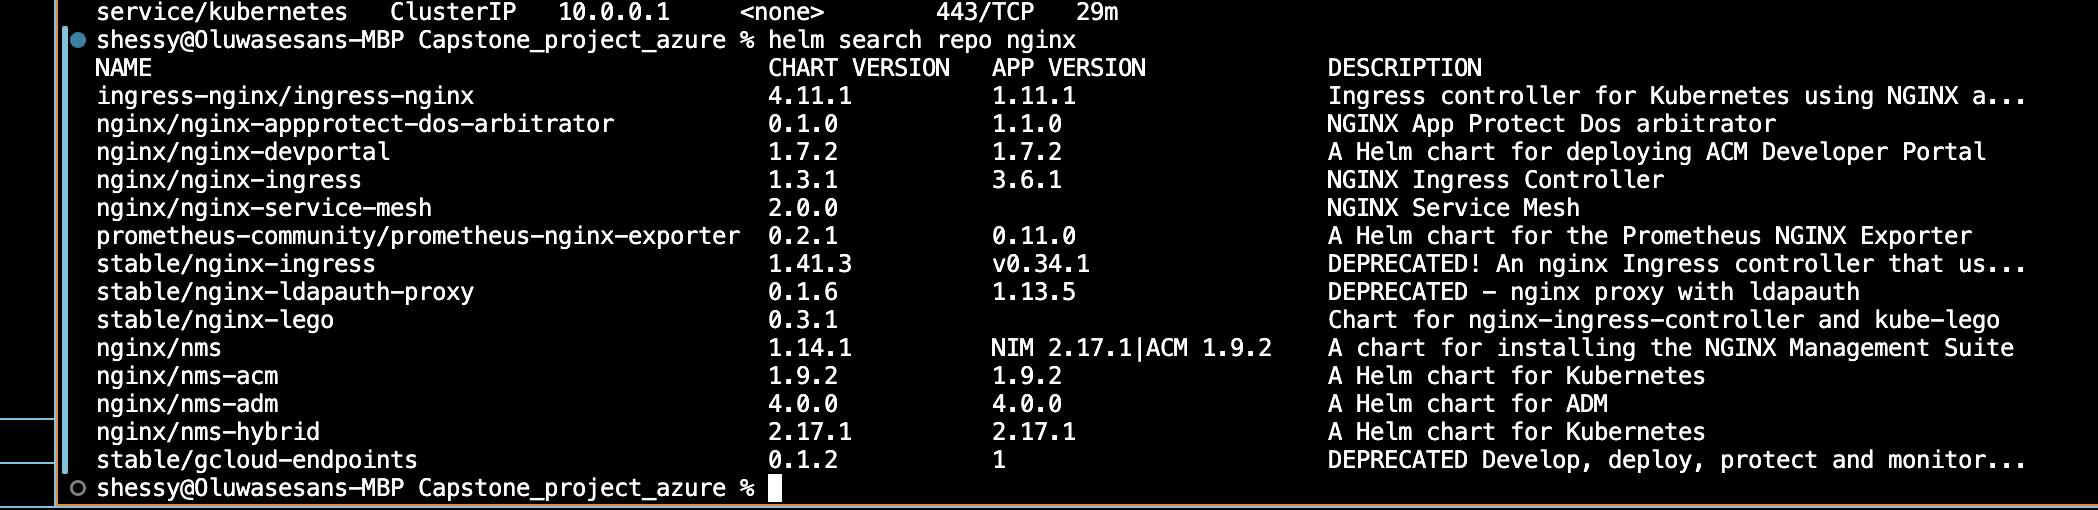 service/kubernetes   ClusterIP   10.0.0.1     <none>        443/TCP   29m
shessy@Oluwasesans-MBP Capstone_project_azure % helm search repo nginx
NAME                                            CHART VERSION   APP VERSION             DESCRIPTION
ingress-nginx/ingress-nginx                     4.11.1          1.11.1                  Ingress controller for Kubernetes using NGINX a...
nginx/nginx-appprotect-dos-arbitrator           0.1.0           1.1.0                   NGINX App Protect Dos arbitrator
nginx/nginx-devportal                           1.7.2           1.7.2                   A Helm chart for deploying ACM Developer Portal
nginx/nginx-ingress                             1.3.1           3.6.1                   NGINX Ingress Controller
nginx/nginx-service-mesh                        2.0.0                                   NGINX Service Mesh
prometheus-community/prometheus-nginx-exporter  0.2.1           0.11.0                  A Helm chart for the Prometheus NGINX Exporter
stable/nginx-ingress                            1.41.3          v0.34.1                 DEPRECATED! An nginx Ingress controller that us...
stable/nginx-ldapauth-proxy                     0.1.6           1.13.5                  DEPRECATED - nginx proxy with ldapauth
stable/nginx-lego                               0.3.1                                   Chart for nginx-ingress-controller and kube-lego
nginx/nms                                       1.14.1          NIM 2.17.1|ACM 1.9.2    A chart for installing the NGINX Management Suite
nginx/nms-acm                                   1.9.2           1.9.2                   A Helm chart for Kubernetes
nginx/nms-adm                                   4.0.0           4.0.0                   A Helm chart for ADM
nginx/nms-hybrid                                2.17.1          2.17.1                  A Helm chart for Kubernetes
stable/gcloud-endpoints                         0.1.2           1                       DEPRECATED Develop, deploy, protect and monitor...
shessy@Oluwasesans-MBP Capstone_project_azure %